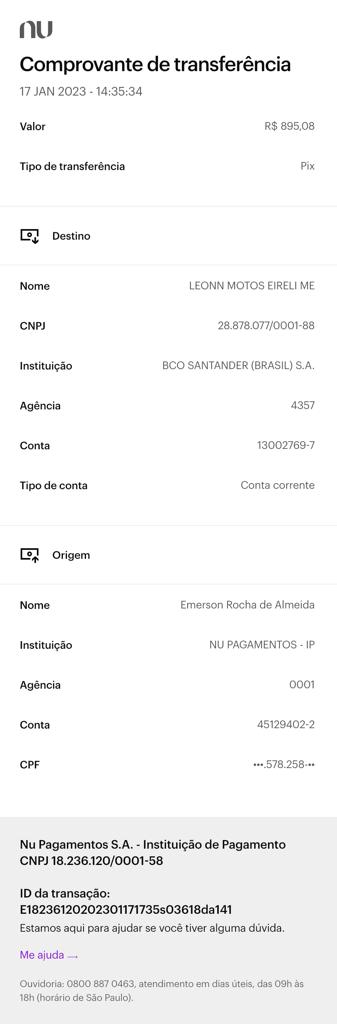 nu
Comprovante de transferência
17 JAN 2023 - 14:35:34
Valor R$ 895,08
Tipo de transferência Pix
Destino
Nome LEONN MOTOS EIRELI ME
CNPJ 28.878.077/0001-88
Instituição BCO SANTANDER (BRASIL) S.A.
Agência 4357
Conta 13002769-7
Tipo de conta Conta corrente
Origem
Nome Emerson Rocha de Almeida
Instituição NU PAGAMENTOS - IP
Agência 0001
Conta 45129402-2
CPF •••.578.258-••
Nu Pagamentos S.A. - Instituição de Pagamento
CNPJ 18.236.120/0001-58
ID da transação:
E18236120202301171735s03618da141
Estamos aqui para ajudar se você tiver alguma dúvida.
Me ajuda →
Ouvidoria: 0800 887 0463, atendimento em dias úteis, das 09h às
18h (horário de São Paulo).